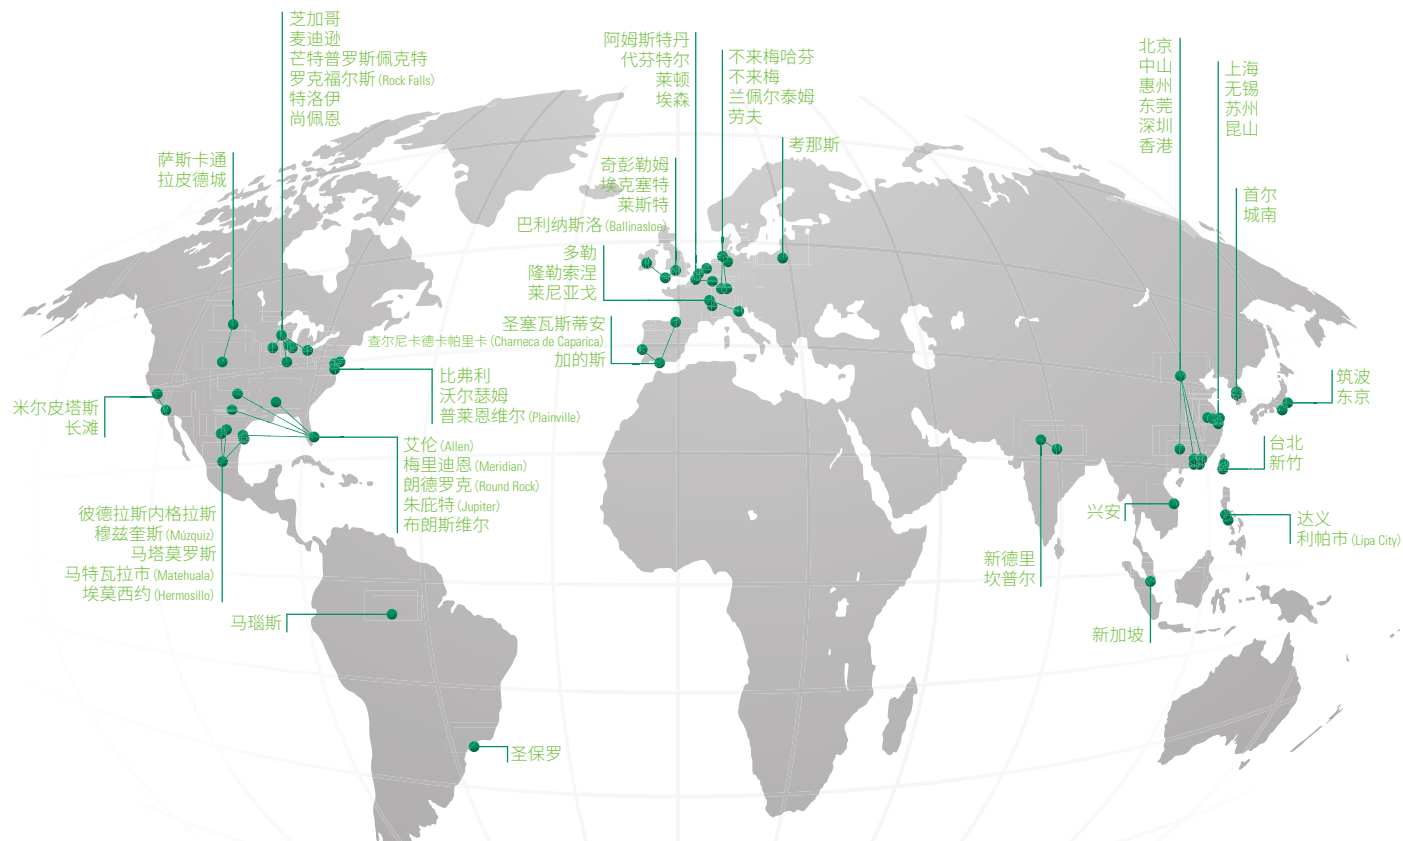 芝加哥
麦迪逊
芒特普罗斯佩克特
罗克福尔斯 (Rock Falls)
特洛伊
尚佩恩
阿姆斯特丹
代芬特尔
莱顿
埃森
不来梅哈芬
不来梅
兰佩尔泰姆
劳夫
北京
中山
惠州
东莞
深圳
香港
上海
无锡
苏州
昆山
考那斯
萨斯卡通
拉皮德城
奇彭勒姆
埃克塞特
莱斯特
巴利纳斯洛 (Ballinasloe)
首尔
城南
多勒
隆勒索涅
莱尼亚戈
圣塞瓦斯蒂安
查尔尼卡德卡帕里卡 (Charneca de Caparica)
加的斯
比弗利
沃尔瑟姆
普莱恩维尔 (Plainville)
筑波
东京
米尔皮塔斯
长滩
艾伦 (Allen)
梅里迪恩 (Meridian)
朗德罗克 (Round Rock)
朱庇特 (Jupiter)
布朗斯维尔
台北
新竹
彼德拉斯内格拉斯
穆兹奎斯 (Múzquiz)
马塔莫罗斯
马特瓦拉市 (Matehuala)
埃莫西约 (Hermosillo)
兴安
达义
利帕市 (Lipa City)
新德里
坎普尔
马瑙斯
新加坡
圣保罗